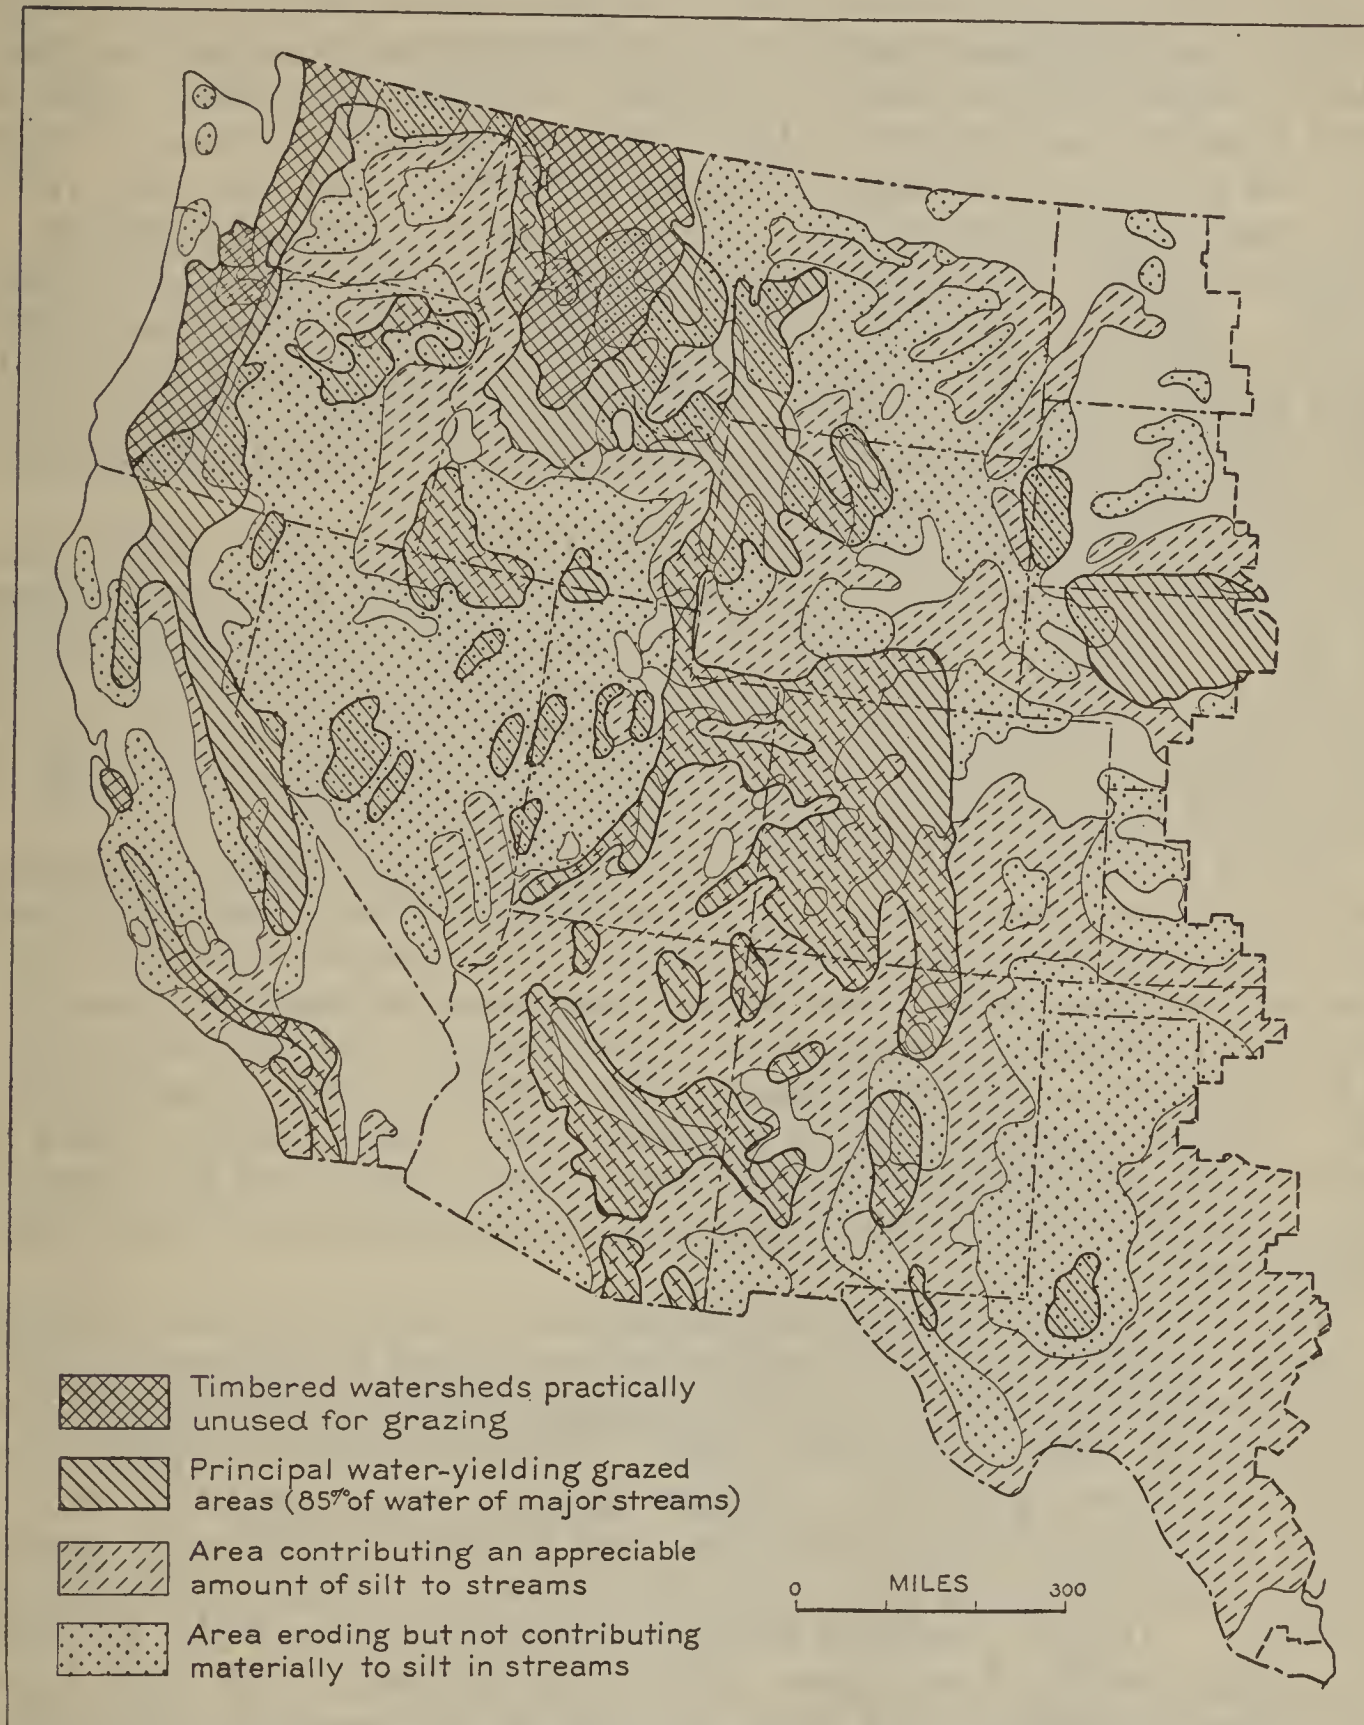 Timbered watersheds practically
unused for grazing
Principal water-yielding grazed
areas (85% of water of major streams)
Area contributing an appreciable
amount of silt to streams
Area eroding but not contributing
materially to silt in streams
0 MILES 300